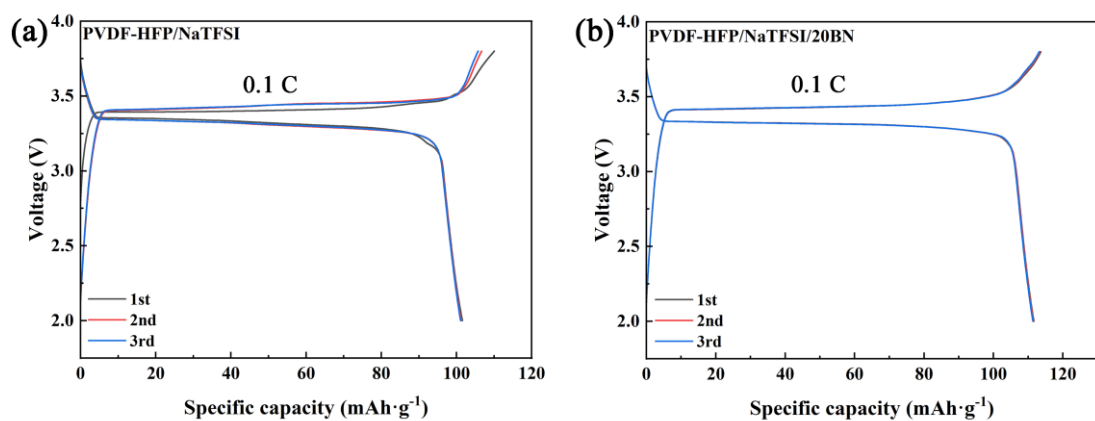 (a)
PVDF-HFP/NaTFSI
0.1 C
4.0
3.5
3.0
2.5
2.0
Voltage (V)
1st
2nd
3rd
0 20 40 60 80 100 120
Specific capacity (mAh·g⁻¹)
(b)
PVDF-HFP/NaTFSI/20BN
0.1 C
4.0
3.5
3.0
2.5
2.0
Voltage (V)
1st
2nd
3rd
0 20 40 60 80 100 120
Specific capacity (mAh·g⁻¹)